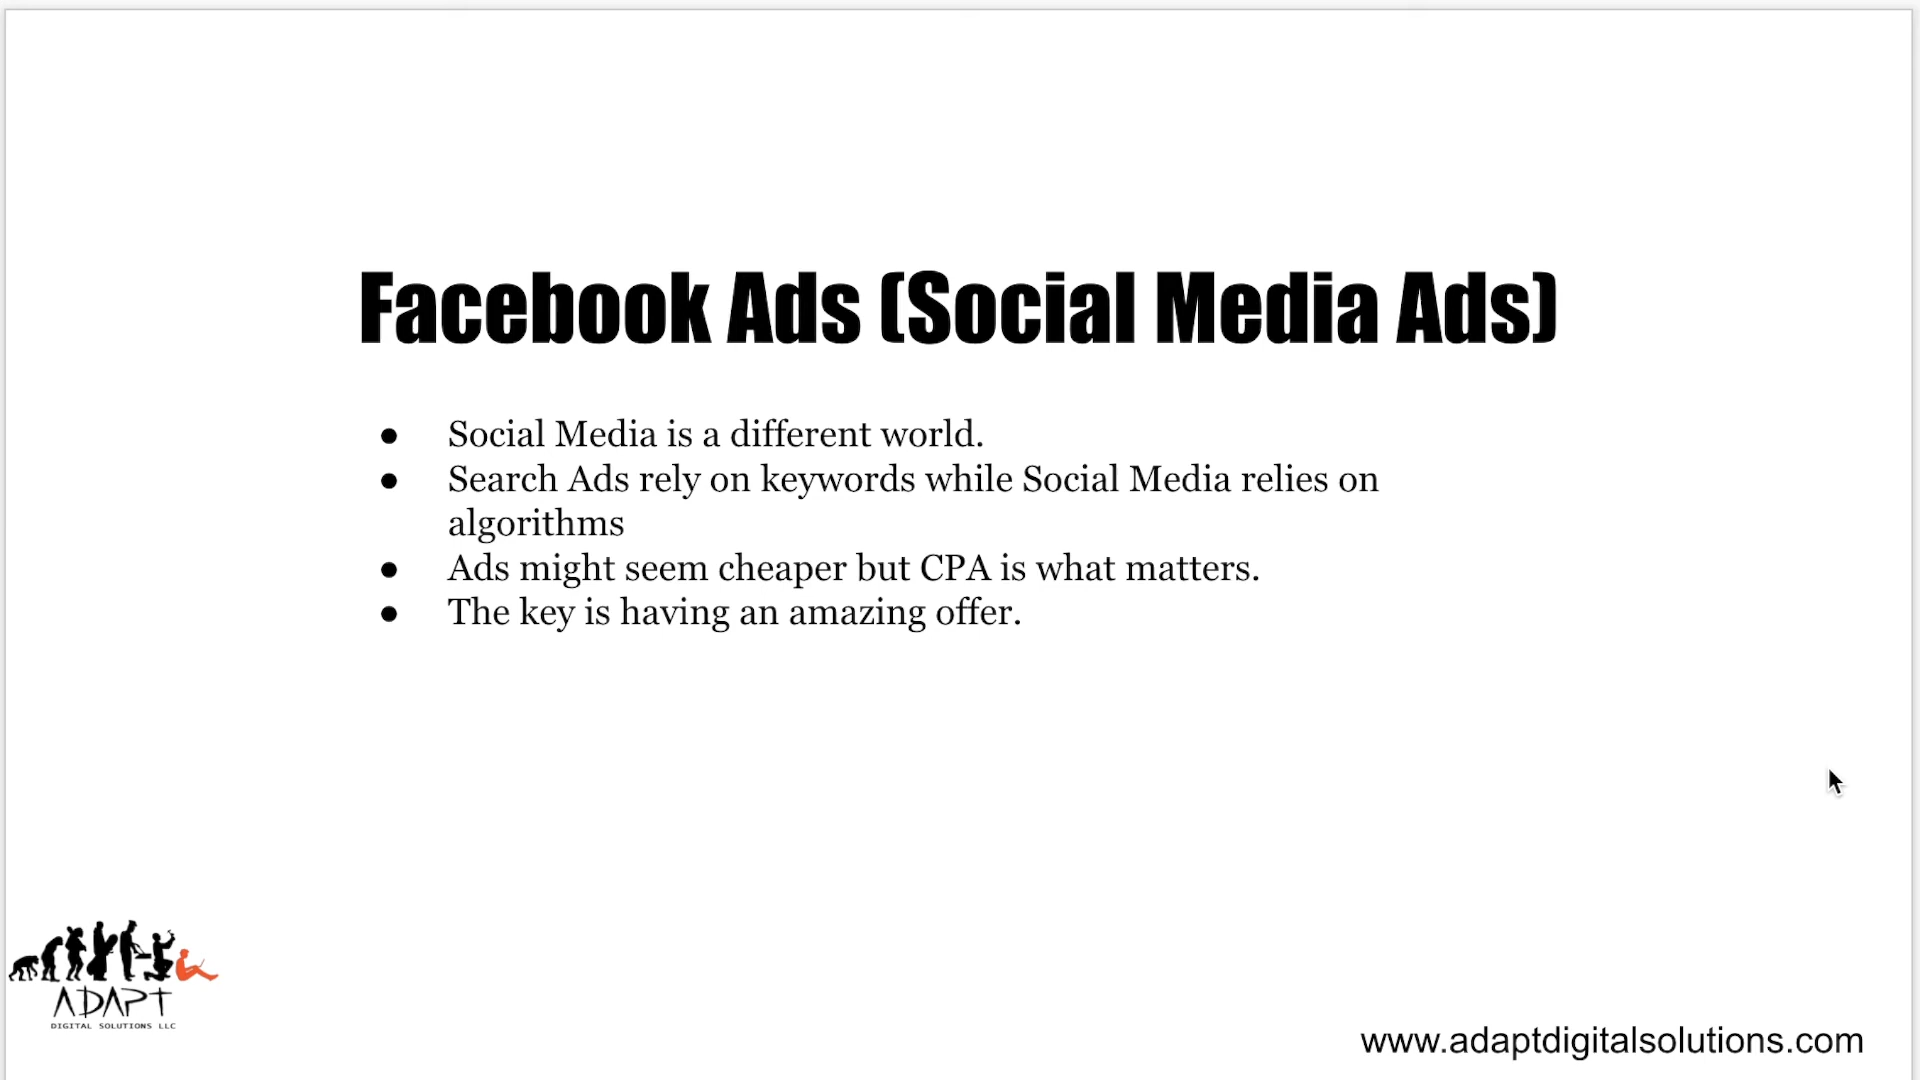 Facebook Ads (Social Media Ads)
● Social Media is a different world.
● Search Ads rely on keywords while Social Media relies on
algorithms
● Ads might seem cheaper but CPA is what matters.
● The key is having an amazing offer.
ADAPT
DIGITAL SOLUTIONS LLC
www.adaptdigitalsolutions.com